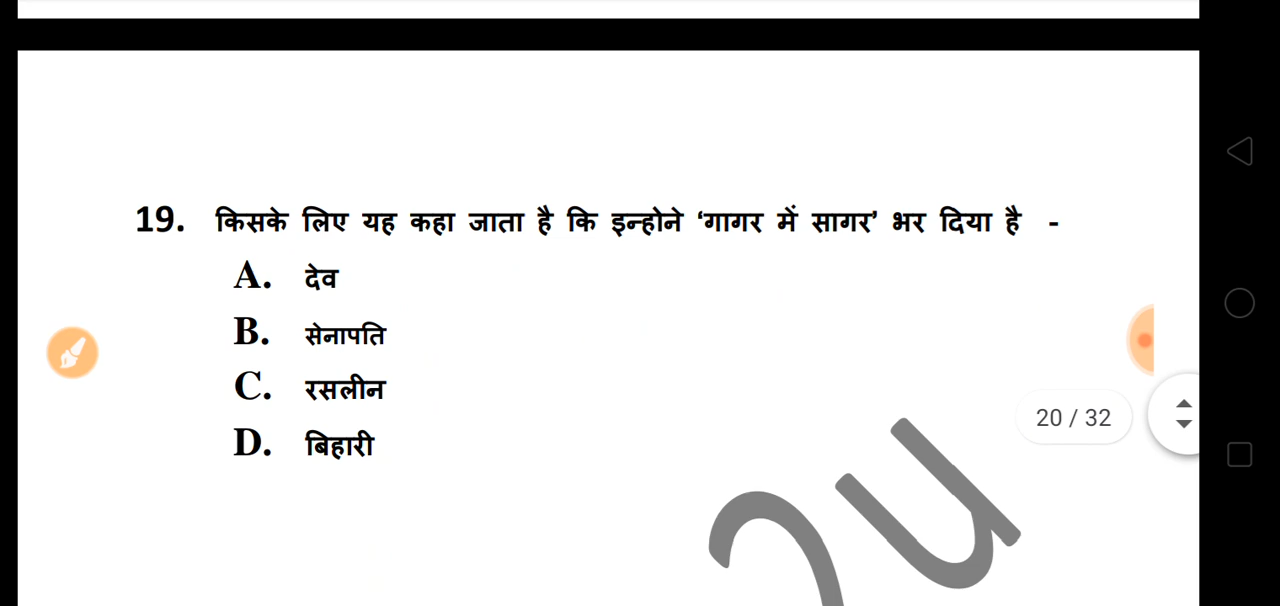 19. किसके लिए यह कहा जाता है कि इन्होने ‘गागर में सागर’ भर दिया है -
A. देव
B. सेनापति
C. रसलीन
D. बिहारी
20 / 32